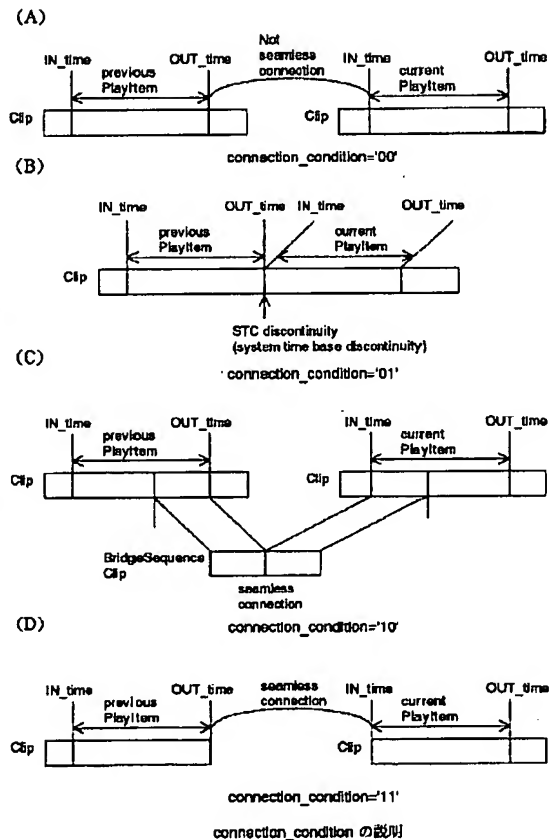 (A)
Not
seamless
connection
IN_time
OUT_time
IN_time
OUT_time
previous
PlayItem
current
PlayItem
Clip
Clip
connection_condition='00'
(B)
IN_time
OUT_time
IN_time
OUT_time
previous
PlayItem
current
PlayItem
Clip
STC discontinuity
(system time base discontinuity)
connection_condition='01'
(C)
IN_time
OUT_time
IN_time
OUT_time
previous
PlayItem
current
PlayItem
Clip
Clip
BridgeSequence
Clip
seamless
connection
connection_condition='10'
(D)
IN_time
OUT_time
seamless
connection
IN_time
OUT_time
previous
PlayItem
current
PlayItem
Clip
Clip
connection_condition='11'
connection_condition の説明